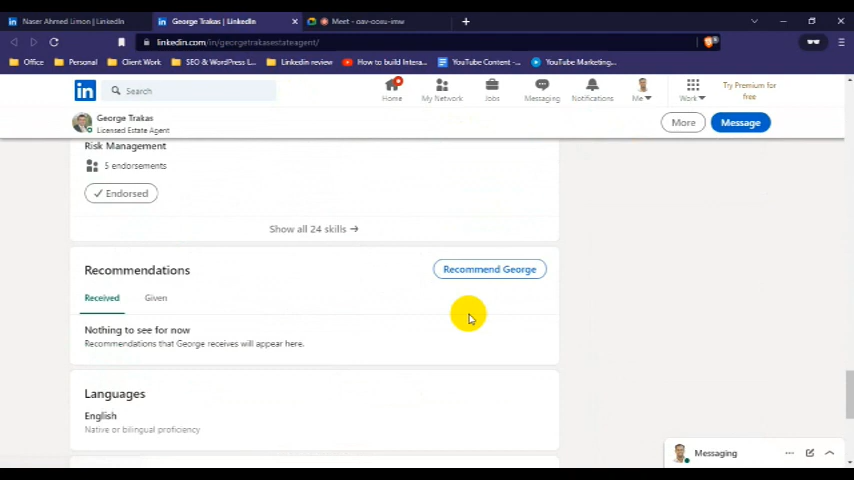 Naser Ahmed Limon | LinkedIn
George Trakas | LinkedIn
linkedin.com/in/georgetrakasestateagent/
Office
Personal
Client Work
SEO & WordPress L...
Linkedin review
How to build Intera...
YouTube Content -...
YouTube Marketing...
in
Search
Home
My Network
Jobs
Messaging
Notifications
Me
Work
Try Premium for
free
George Trakas
Licensed Estate Agent
More
Message
Risk Management
5 endorsements
Endorsed
Show all 24 skills
Recommendations
Recommend George
Received
Given
Nothing to see for now
Recommendations that George receives will appear here.
Languages
English
Native or bilingual proficiency
Messaging